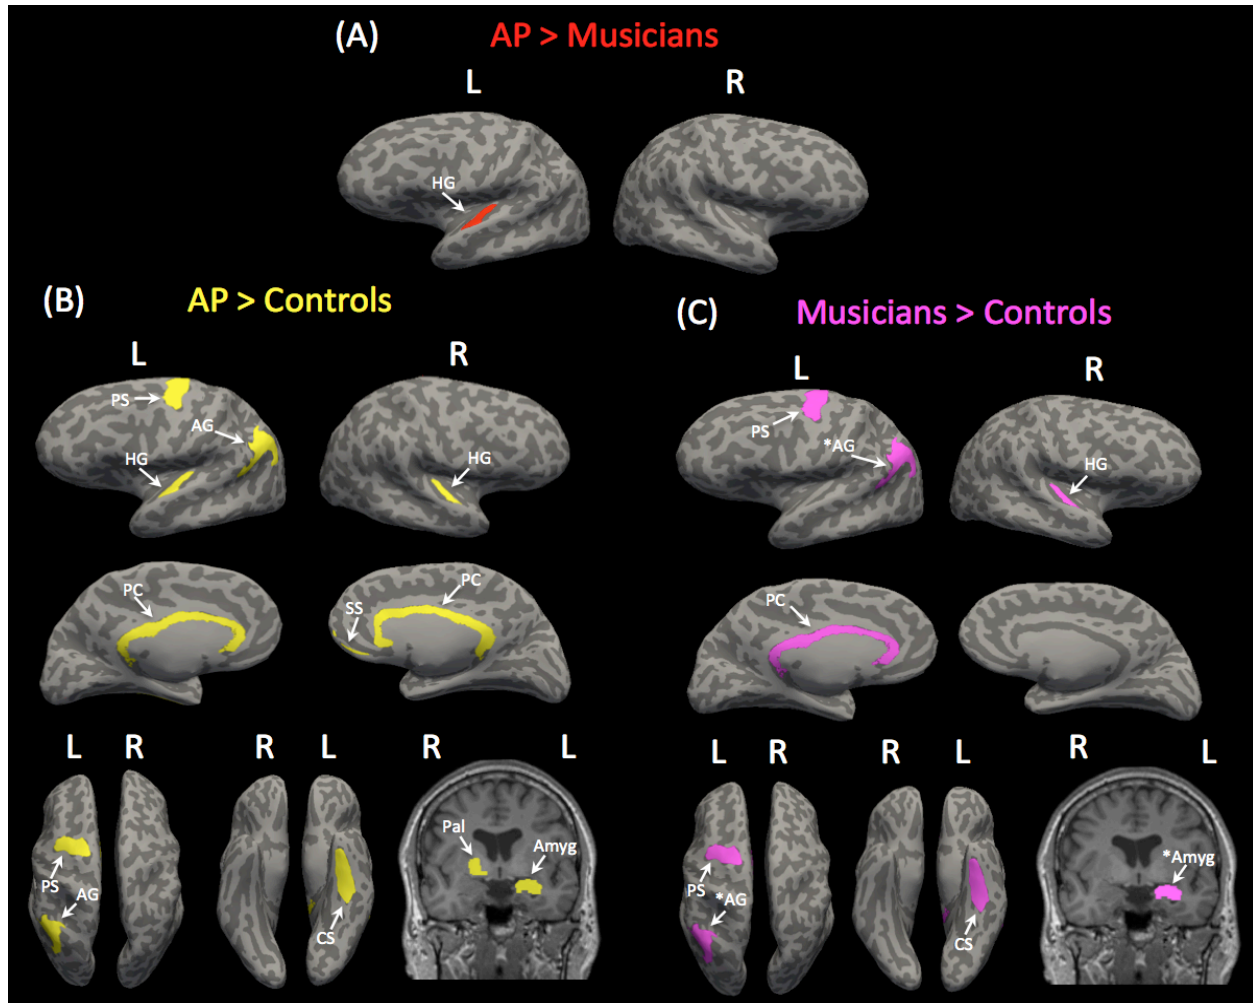 (A) AP > Musicians
L R
HG
(B) AP > Controls
L R
PS
AG
HG
HG
PC
PC
SS
L R R L R L
Pal
Amyg
PS
AG
CS
(C) Musicians > Controls
L R
PS
*AG
HG
PC
L R R L R L
*Amyg
PS
*AG
CS